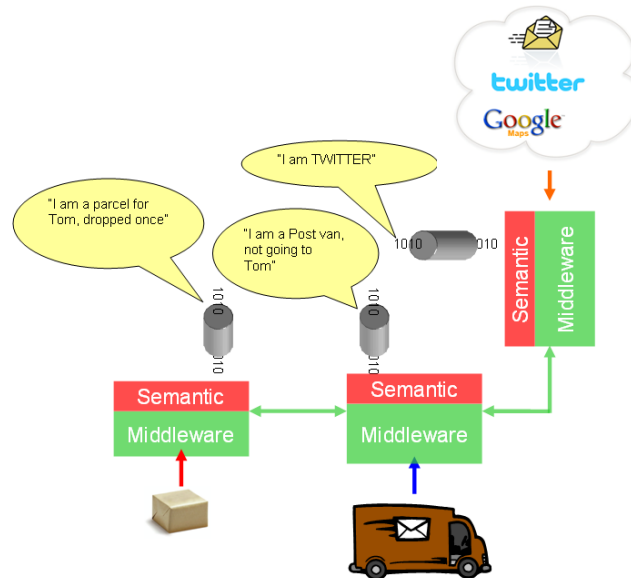 twitter
Google
Maps
"I am TWITTER"
"I am a parcel for
Tom, dropped once"
"I am a Post van,
not going to
Tom"
1010
010
Semantic
Middleware
1010
010
1010
010
Semantic
Middleware
Semantic
Middleware